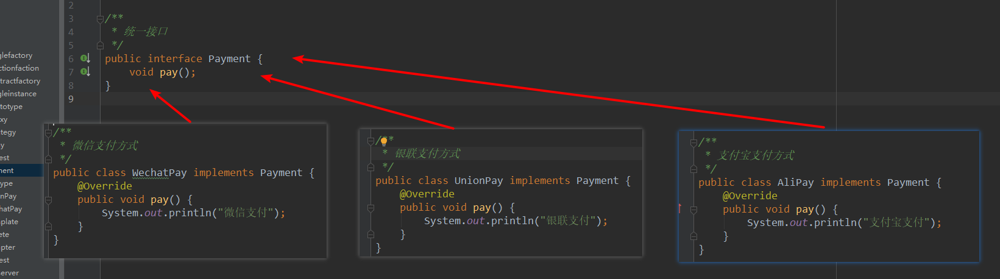 2
3
4
5
6
7
8
9
/**
* 统一接口
*/
public interface Payment {
void pay();
}
glefactory
ctionfaction
tractfactory
gleinstance
totype
xy
tegy
y
est
nent
ype
nPay
hatPay
nplate
ete
pter
est
server
/**
* 微信支付方式
*/
public class WechatPay implements Payment {
@Override
public void pay() {
System.out.println("微信支付");
}
}
/**
* 银联支付方式
*/
public class UnionPay implements Payment {
@Override
public void pay() {
System.out.println("银联支付");
}
}
/**
* 支付宝支付方式
*/
public class AliPay implements Payment {
@Override
public void pay() {
System.out.println("支付宝支付");
}
}